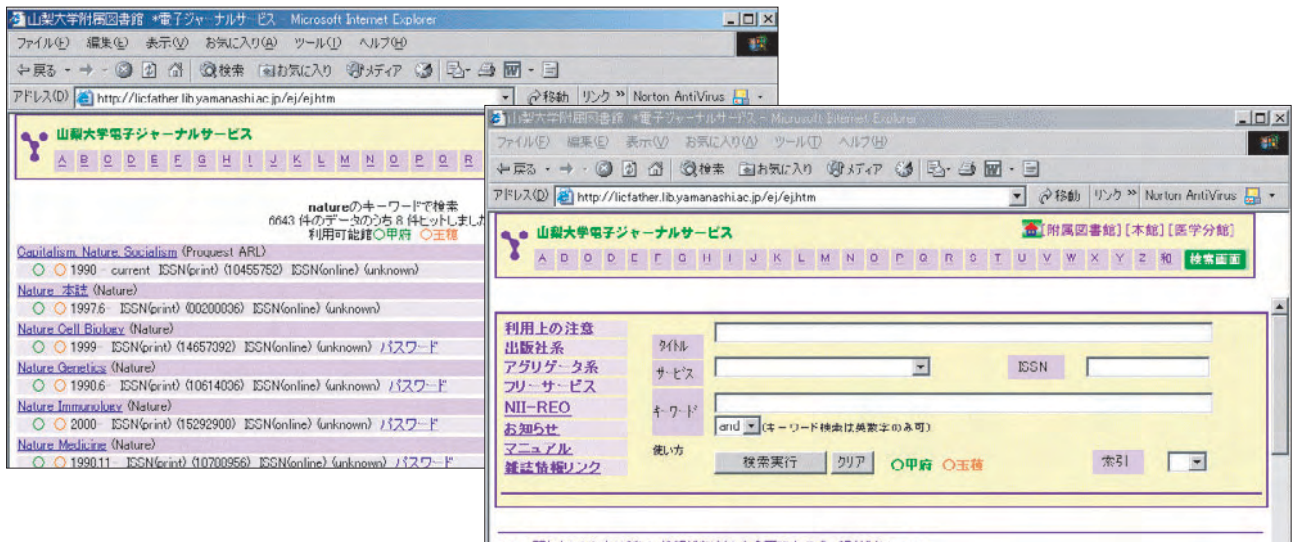 山梨大学附属図書館 *電子ジャーナルサービス - Microsoft Internet Explorer
ファイル(F) 編集(E) 表示(V) お気に入り(A) ツール(T) ヘルプ(H)
戻る 検索 お気に入り メディア
アドレス(D) http://licfather.lib.yamanashi.ac.jp/ej/ej.htm 移動 リンク » Norton AntiVirus
山梨大学電子ジャーナルサービス
A B C D E F G H I J K L M N O P Q R
natureのキーワードで検索
6643 件のデータのうち 8 件ヒットしました
利用可能館○甲府 ○玉穂
Capitalism, Nature, Socialism (Proquest ARL)
○ ○ 1990 - current ISSN(print) (10455752) ISSN(online) (unknown)
Nature 本誌 (Nature)
○ ○ 1997.6- ISSN(print) (00280836) ISSN(online) (unknown)
Nature Cell Biology (Nature)
○ ○ 1999- ISSN(print) (14657392) ISSN(online) (unknown) パスワード
Nature Genetics (Nature)
○ ○ 1990.6- ISSN(print) (10614036) ISSN(online) (unknown) パスワード
Nature Immunology (Nature)
○ ○ 2000- ISSN(print) (15292900) ISSN(online) (unknown) パスワード
Nature Medicine (Nature)
○ ○ 1990.11- ISSN(print) (10700956) ISSN(online) (unknown) パスワード
山梨大学附属図書館 *電子ジャーナルサービス - Microsoft Internet Explorer
ファイル(F) 編集(E) 表示(V) お気に入り(A) ツール(T) ヘルプ(H)
戻る 検索 お気に入り メディア
アドレス(D) http://licfather.lib.yamanashi.ac.jp/ej/ej.htm 移動 リンク » Norton AntiVirus
山梨大学電子ジャーナルサービス [附属図書館] [本館] [医学分館]
A B C D E F G H I J K L M N O P Q R S T U V W X Y Z 和 検索画面
利用上の注意
出版社系 タイトル
アグリゲータ系 サービス ISSN
フリーサービス
NII-REO キーワード
お知らせ and (キーワード検索は英数字のみ可)
マニュアル 使い方
雑誌情報リンク 検索実行 クリア ○甲府 ○玉穂 索引